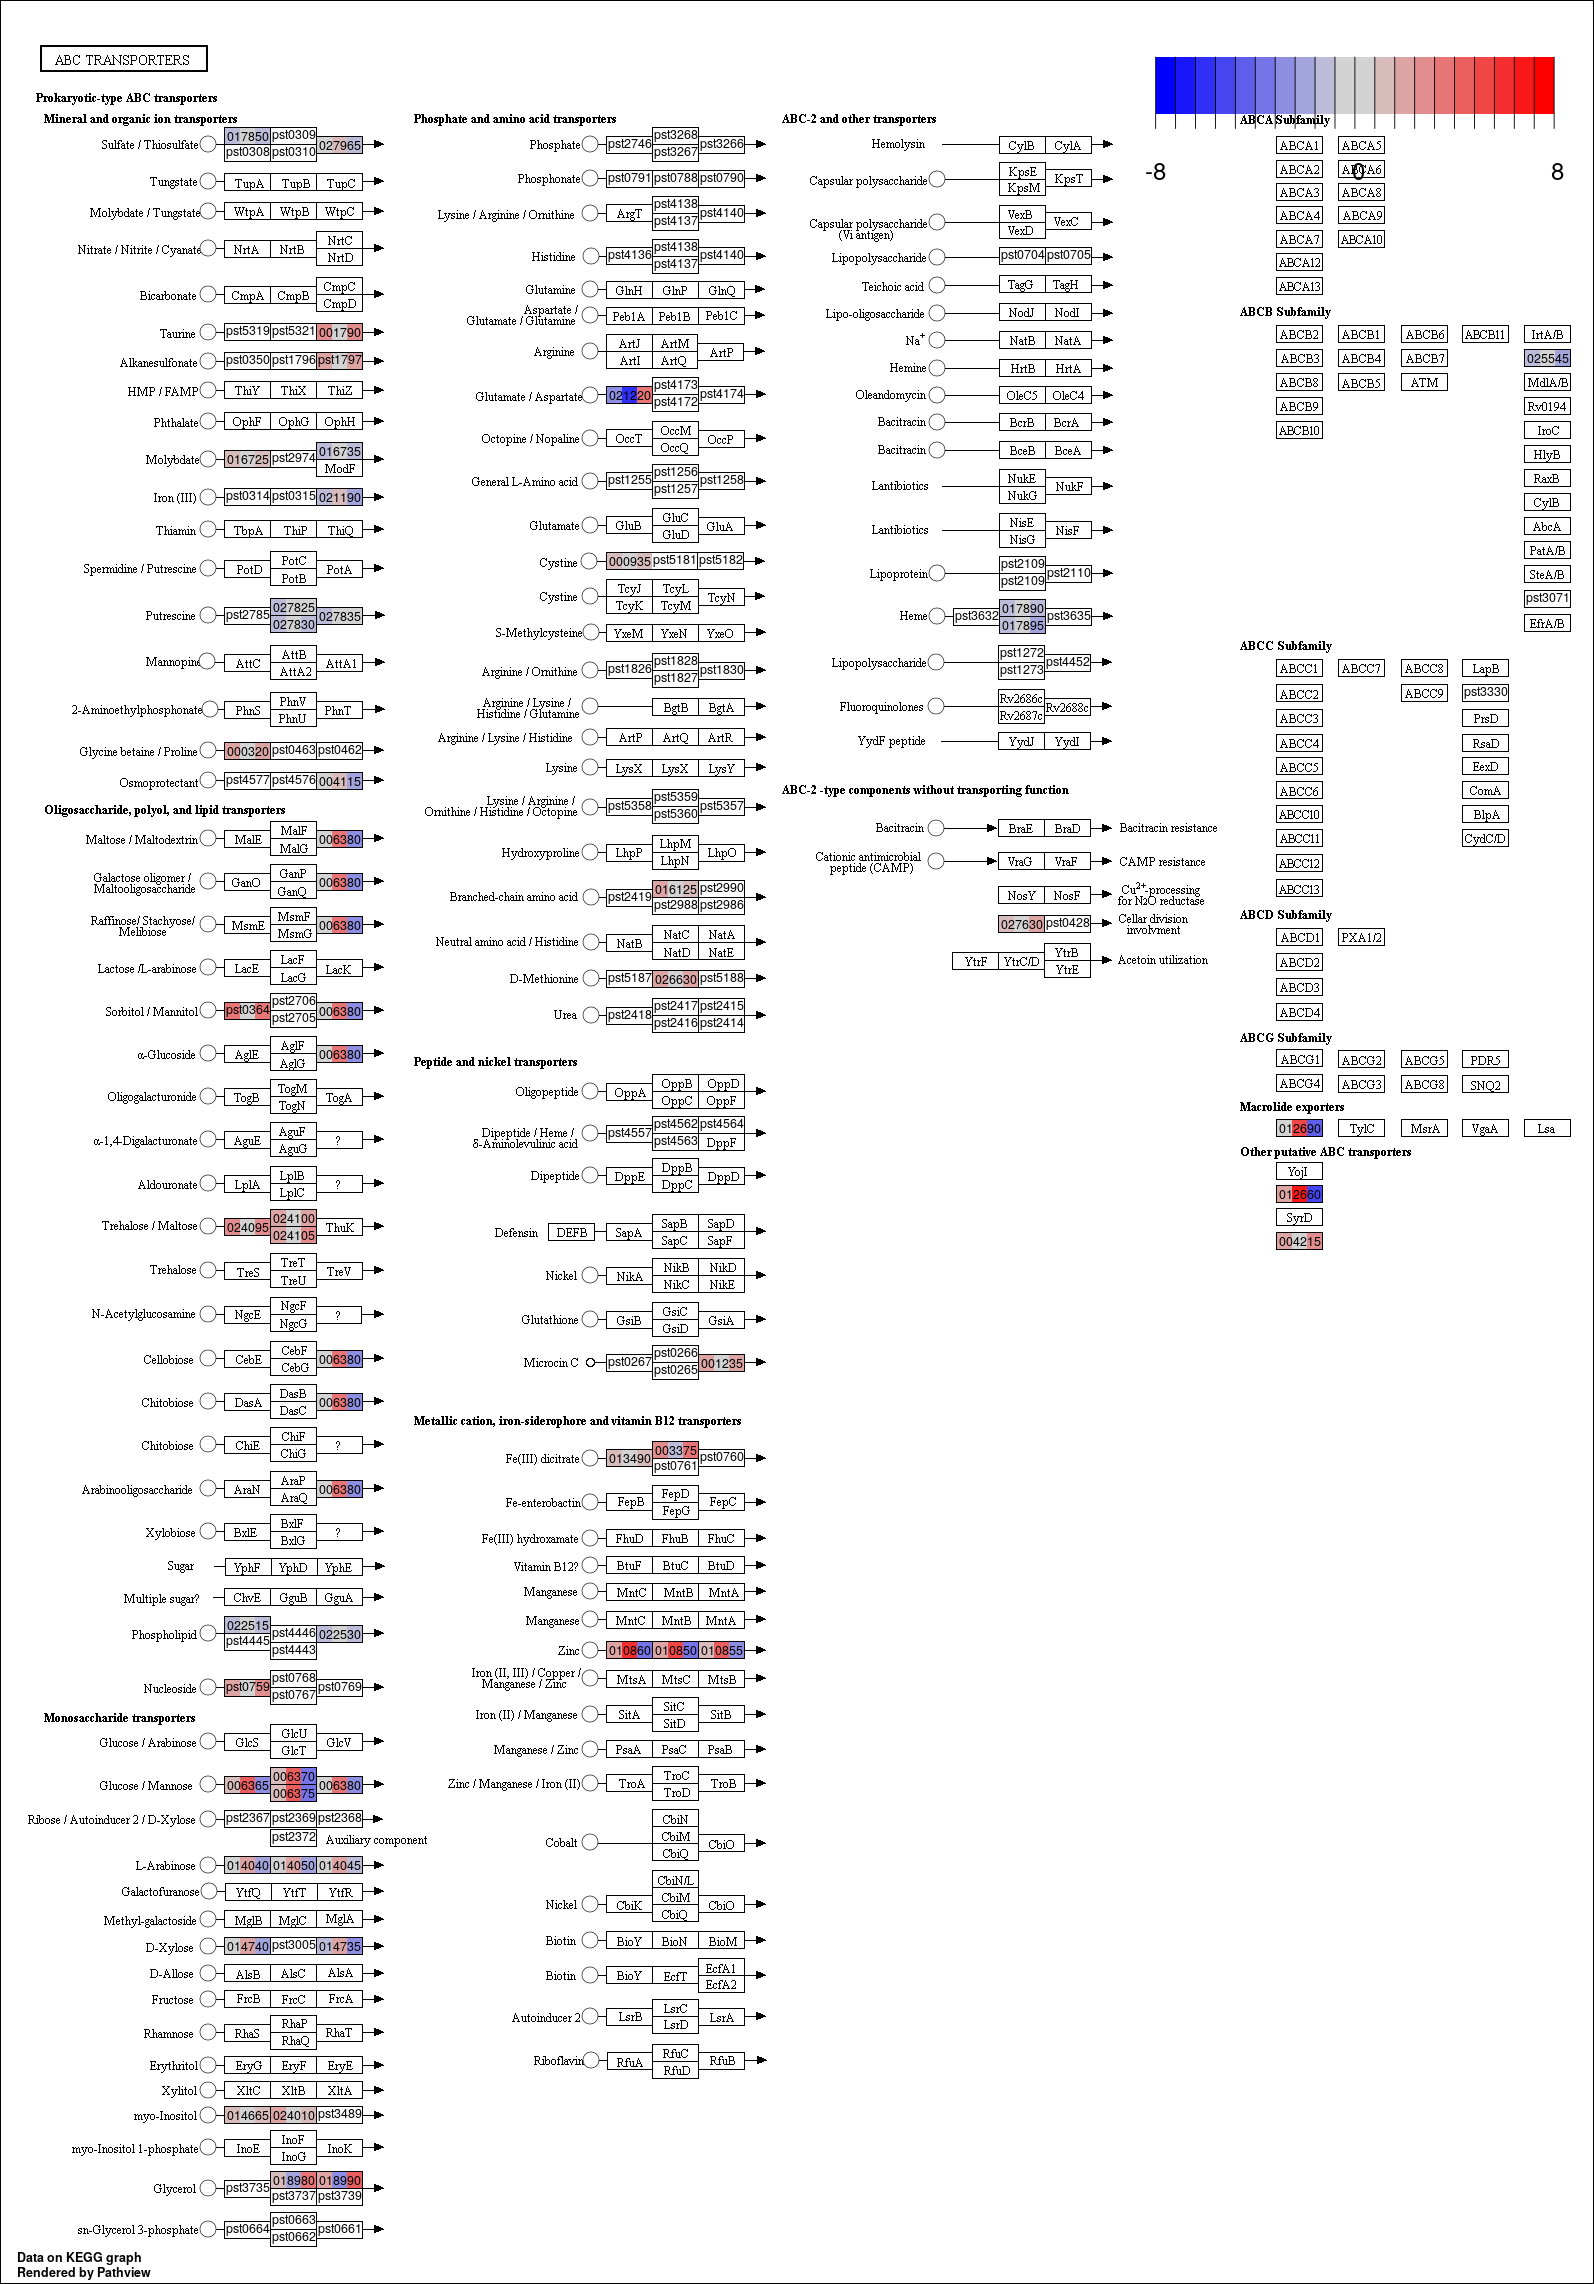 ABC TRANSPORTERS
-8 0 8
Prokaryotic-type ABC transporters
Mineral and organic ion transporters
Sulfate / Thiosulfate 017850 pst0309 027965
pst0308 pst0310
Tungstate TupA TupB TupC
Molybdate / Tungstate WtpA WtpB WtpC
Nitrate / Nitrite / Cyanate NrtA NrtB NrtC
NrtD
Bicarbonate CmpA CmpB CmpC
CmpD
Taurine pst5319 pst5321 001790
Alkanesulfonate pst0350 pst1796 pst1797
HMP / FAMP ThiY ThiX ThiZ
Phthalate OphF OphG OphH
Molybdate 016725 pst2974 016735
ModF
Iron (III) pst0314 pst0315 021190
Thiamin TbpA ThiP ThiQ
Spermidine / Putrescine PotD PotC PotA
PotB
Putrescine pst2785 027825 027835
027830
Mannopine AttC AttB AttA1
AttA2
2-Aminoethylphosphonate PhnS PhnV PhnT
PhnU
Glycine betaine / Proline 000320 pst0463 pst0462
Osmoprotectant pst4577 pst4576 004115
Oligosaccharide, polyol, and lipid transporters
Maltose / Maltodextrin MalE MalF 006380
MalG
Galactose oligomer /
Maltooligosaccharide GanO GanP 006380
GanQ
Raffinose/ Stachyose/
Melibiose MsmE MsmF 006380
MsmG
Lactose /L-arabinose LacE LacF LacK
LacG
Sorbitol / Mannitol pst0364 pst2706 006380
pst2705
α-Glucoside AglE AglF 006380
AglG
Oligogalacturonide TogB TogM TogA
TogN
α-1,4-Digalacturonate AguE AguF ?
AguG
Aldouronate LplA LplB ?
LplC
Trehalose / Maltose 024095 024100 ThuK
024105
Trehalose TreS TreT TreV
TreU
N-Acetylglucosamine NgcE NgcF ?
NgcG
Cellobiose CebE CebF 006380
CebG
Chitobiose DasA DasB 006380
DasC
Chitobiose ChiE ChiF ?
ChiG
Arabinooligosaccharide AraN AraP 006380
AraQ
Xylobiose BxlE BxlF ?
BxlG
Sugar YphF YphD YphE
Multiple sugar? ChvE GguB GguA
Phospholipid 022515 pst4446 022530
pst4445 pst4443
Nucleoside pst0759 pst0768 pst0769
pst0767
Monosaccharide transporters
Glucose / Arabinose GlcS GlcU GlcV
GlcT
Glucose / Mannose 006365 006370 006380
006375
Ribose / Autoinducer 2 / D-Xylose pst2367 pst2369 pst2368
pst2372 Auxiliary component
L-Arabinose 014040 014050 014045
Galactofuranose YtfQ YtfT YtfR
Methyl-galactoside MglB MglC MglA
D-Xylose 014740 pst3005 014735
D-Allose AlsB AlsC AlsA
Fructose FrcB FrcC FrcA
Rhamnose RhaS RhaP RhaT
RhaQ
Erythritol EryG EryF EryE
Xylitol XltC XltB XltA
myo-Inositol 014665 024010 pst3489
myo-Inositol 1-phosphate InoE InoF InoK
InoG
Glycerol pst3735 018980 018990
pst3737 pst3739
sn-Glycerol 3-phosphate pst0664 pst0663 pst0661
pst0662
Phosphate and amino acid transporters
Phosphate pst2746 pst3268 pst3266
pst3267
Phosphonate pst0791 pst0788 pst0790
Lysine / Arginine / Ornithine ArgT pst4138 pst4140
pst4137
Histidine pst4136 pst4138 pst4140
pst4137
Glutamine GlnH GlnP GlnQ
Aspartate /
Glutamate / Glutamine Peb1A Peb1B Peb1C
Arginine ArtJ ArtM ArtP
ArtI ArtQ
Glutamate / Aspartate 021220 pst4173 pst4174
pst4172
Octopine / Nopaline OccT OccM OccP
OccQ
General L-Amino acid pst1255 pst1256 pst1258
pst1257
Glutamate GluB GluC GluA
GluD
Cystine 000935 pst5181 pst5182
Cystine TcyJ TcyL TcyN
TcyK TcyM
S-Methylcysteine YxeM YxeN YxeO
Arginine / Ornithine pst1826 pst1828 pst1830
pst1827
Arginine / Lysine /
Histidine / Glutamine BgtB BgtA
Arginine / Lysine / Histidine ArtP ArtQ ArtR
Lysine LysX LysX LysY
Lysine / Arginine /
Ornithine / Histidine / Octopine pst5358 pst5359 pst5357
pst5360
Hydroxyproline LhpP LhpM LhpO
LhpN
Branched-chain amino acid pst2419 016125 pst2990
pst2988 pst2986
Neutral amino acid / Histidine NatB NatC NatA
NatD NatE
D-Methionine pst5187 026630 pst5188
Urea pst2418 pst2417 pst2415
pst2416 pst2414
Peptide and nickel transporters
Oligopeptide OppA OppB OppD
OppC OppF
Dipeptide / Heme /
δ-Aminolevulinic acid pst4557 pst4562 pst4564
pst4563 DppF
Dipeptide DppE DppB DppD
DppC
Defensin DEFB SapA SapB SapD
SapC SapF
Nickel NikA NikB NikD
NikC NikE
Glutathione GsiB GsiC GsiA
GsiD
Microcin C pst0267 pst0266 001235
pst0265
Metallic cation, iron-siderophore and vitamin B12 transporters
Fe(III) dicitrate 013490 003375 pst0760
pst0761
Fe-enterobactin FepB FepD FepC
FepG
Fe(III) hydroxamate FhuD FhuB FhuC
Vitamin B12? BtuF BtuC BtuD
Manganese MntC MntB MntA
Manganese MntC MntB MntA
Zinc 010860 010850 010855
Iron (II, III) / Copper /
Manganese / Zinc MtsA MtsC MtsB
Iron (II) / Manganese SitA SitC SitB
SitD
Manganese / Zinc PsaA PsaC PsaB
Zinc / Manganese / Iron (II) TroA TroC TroB
TroD
Cobalt CbiN
CbiM CbiO
CbiQ
Nickel CbiK CbiN/L
CbiM CbiO
CbiQ
Biotin BioY BioN BioM
Biotin BioY EcfT EcfA1
EcfA2
Autoinducer 2 LsrB LsrC LsrA
LsrD
Riboflavin RfuA RfuC RfuB
RfuD
ABC-2 and other transporters
Hemolysin CylB CylA
Capsular polysaccharide KpsE KpsT
KpsM
Capsular polysaccharide
(Vi antigen) VexB VexC
VexD
Lipopolysaccharide pst0704 pst0705
Teichoic acid TagG TagH
Lipo-oligosaccharide NodJ NodI
Na+ NatB NatA
Hemine HrtB HrtA
Oleandomycin OleC5 OleC4
Bacitracin BcrB BcrA
Bacitracin BceB BceA
Lantibiotics NukE NukF
NukG
Lantibiotics NisE NisF
NisG
Lipoprotein pst2109 pst2110
pst2109
Heme pst3632 017890 pst3635
017895
Lipopolysaccharide pst1272 pst4452
pst1273
Fluoroquinolones Rv2686c Rv2688c
Rv2687c
YydF peptide YydJ YydI
ABC-2 -type components without transporting function
Bacitracin BraE BraD Bacitracin resistance
Cationic antimicrobial
peptide (CAMP) VraG VraF CAMP resistance
NosY NosF Cu2+-processing
for N2O reductase
027630 pst0428 Cellar division
involvment
YtrF YtrC/D YtrB Acetoin utilization
YtrE
ABCA Subfamily
ABCA1 ABCA5
ABCA2 ABCA6
ABCA3 ABCA8
ABCA4 ABCA9
ABCA7 ABCA10
ABCA12
ABCA13
ABCB Subfamily
ABCB2 ABCB1 ABCB6 ABCB11 IrtA/B
ABCB3 ABCB4 ABCB7 025545
ABCB8 ABCB5 ATM MdlA/B
ABCB9 Rv0194
ABCB10 IroC
HlyB
RaxB
CylB
AbcA
PatA/B
SteA/B
pst3071
EfrA/B
ABCC Subfamily
ABCC1 ABCC7 ABCC8 LapB
ABCC2 ABCC9 pst3330
ABCC3 PrsD
ABCC4 RsaD
ABCC5 EexD
ABCC6 ComA
ABCC10 BlpA
ABCC11 CydC/D
ABCC12
ABCC13
ABCD Subfamily
ABCD1 PXA1/2
ABCD2
ABCD3
ABCD4
ABCG Subfamily
ABCG1 ABCG2 ABCG5 PDR5
ABCG4 ABCG3 ABCG8 SNQ2
Macrolide exporters
012690 TylC MsrA VgaA Lsa
Other putative ABC transporters
YojI
012660
SyrD
004215
Data on KEGG graph
Rendered by Pathview